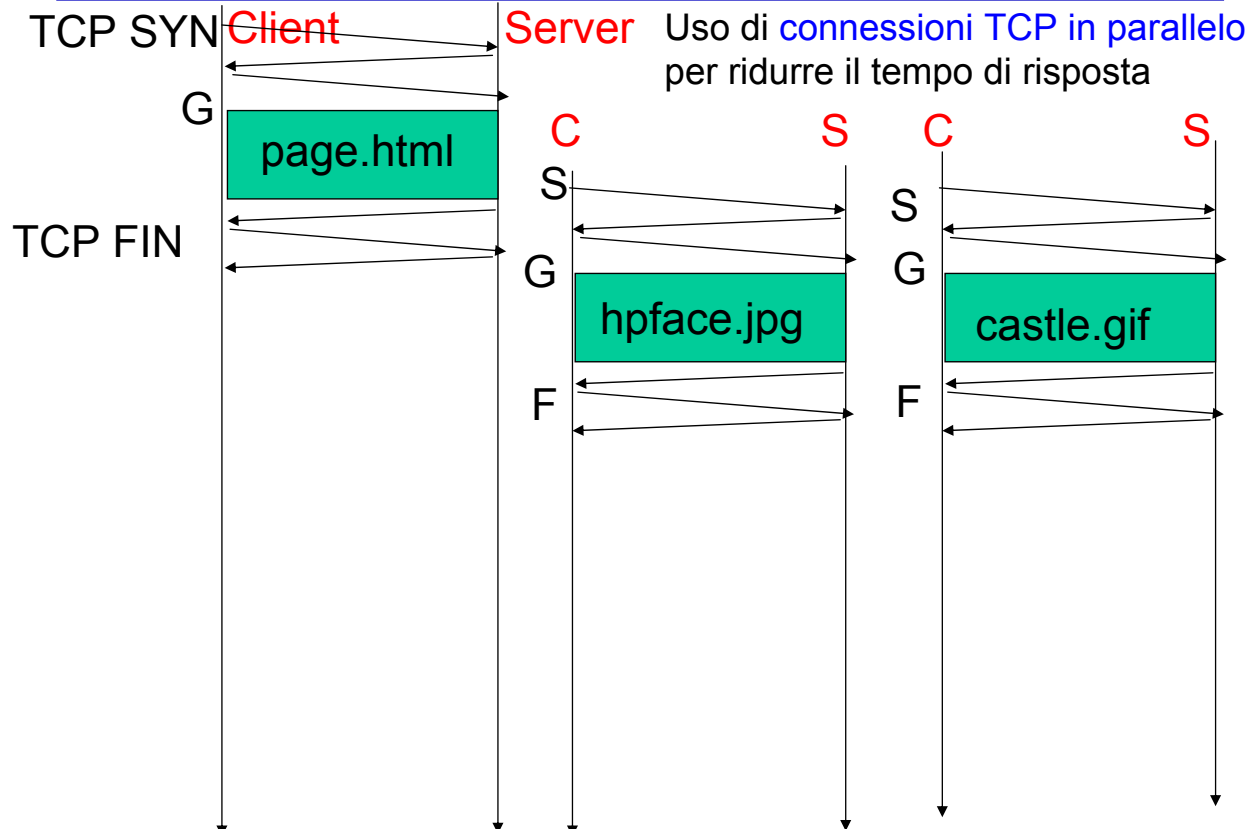 TCP SYN Client Server
Uso di connessioni TCP in parallelo
per ridurre il tempo di risposta
G
page.html
TCP FIN
C S
S
G
hpface.jpg
F
C S
S
G
castle.gif
F